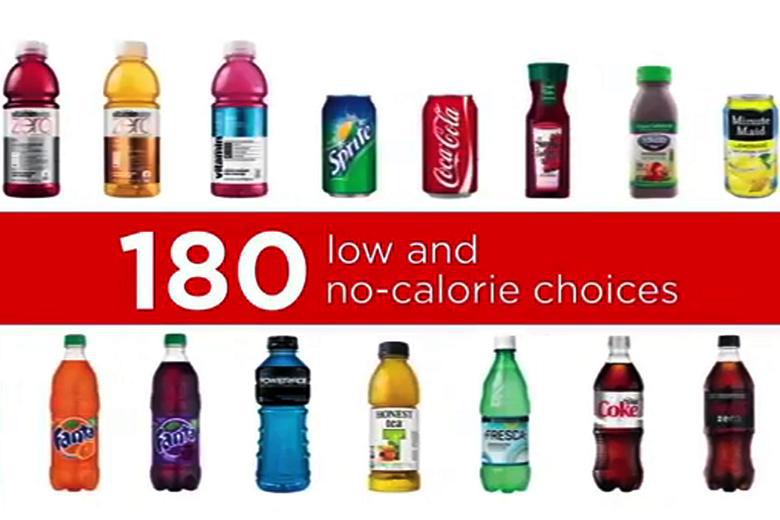 zero
zero
vitamin
Sprite
Coca-Cola
Minute
Maid
LEMONADE
180 low and
no-calorie choices
Fanta
Fanta
POWERADE
HONEST
tea
FRESCA
Diet
Coke
zero